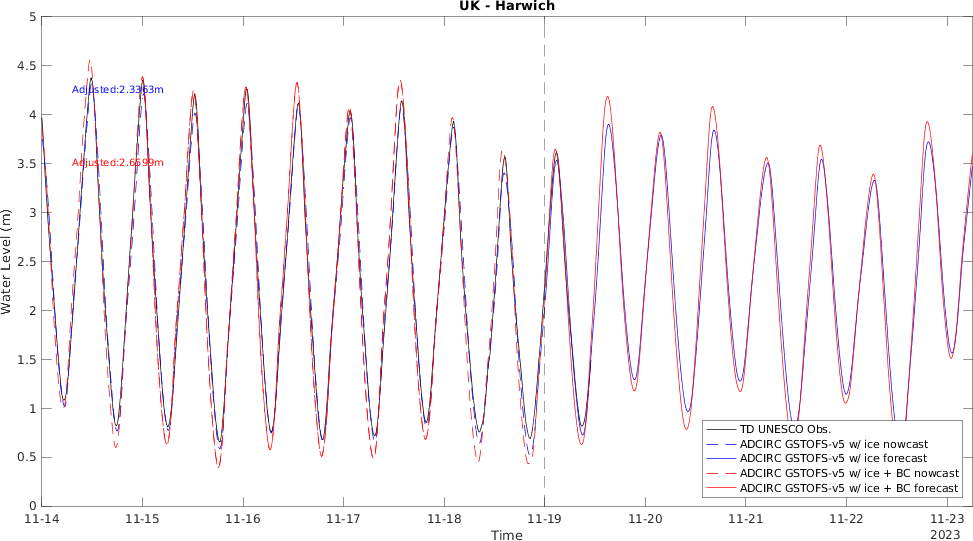 UK - Harwich
5
4.5
4
3.5
3
2.5
2
1.5
1
0.5
0
Water Level (m)
Adjusted:2.3363m
Adjusted:2.6599m
TD UNESCO Obs.
ADCIRC GSTOFS-v5 w/ ice nowcast
ADCIRC GSTOFS-v5 w/ ice forecast
ADCIRC GSTOFS-v5 w/ ice + BC nowcast
ADCIRC GSTOFS-v5 w/ ice + BC forecast
11-14 11-15 11-16 11-17 11-18 11-19 11-20 11-21 11-22 11-23
2023
Time